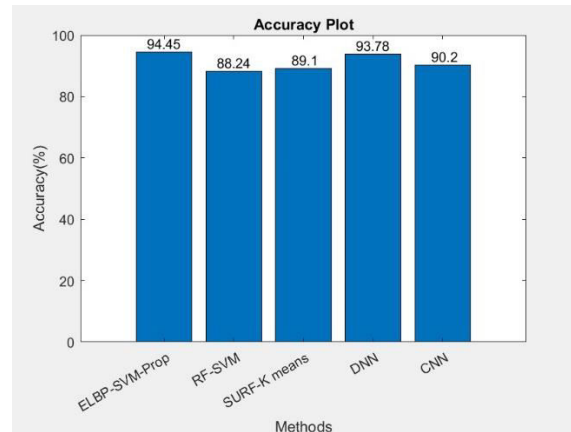 Accuracy Plot
100
80
60
40
20
0
Accuracy(%)
94.45
88.24
89.1
93.78
90.2
ELBP-SVM-Prop
RF-SVM
SURF-K means
DNN
CNN
Methods